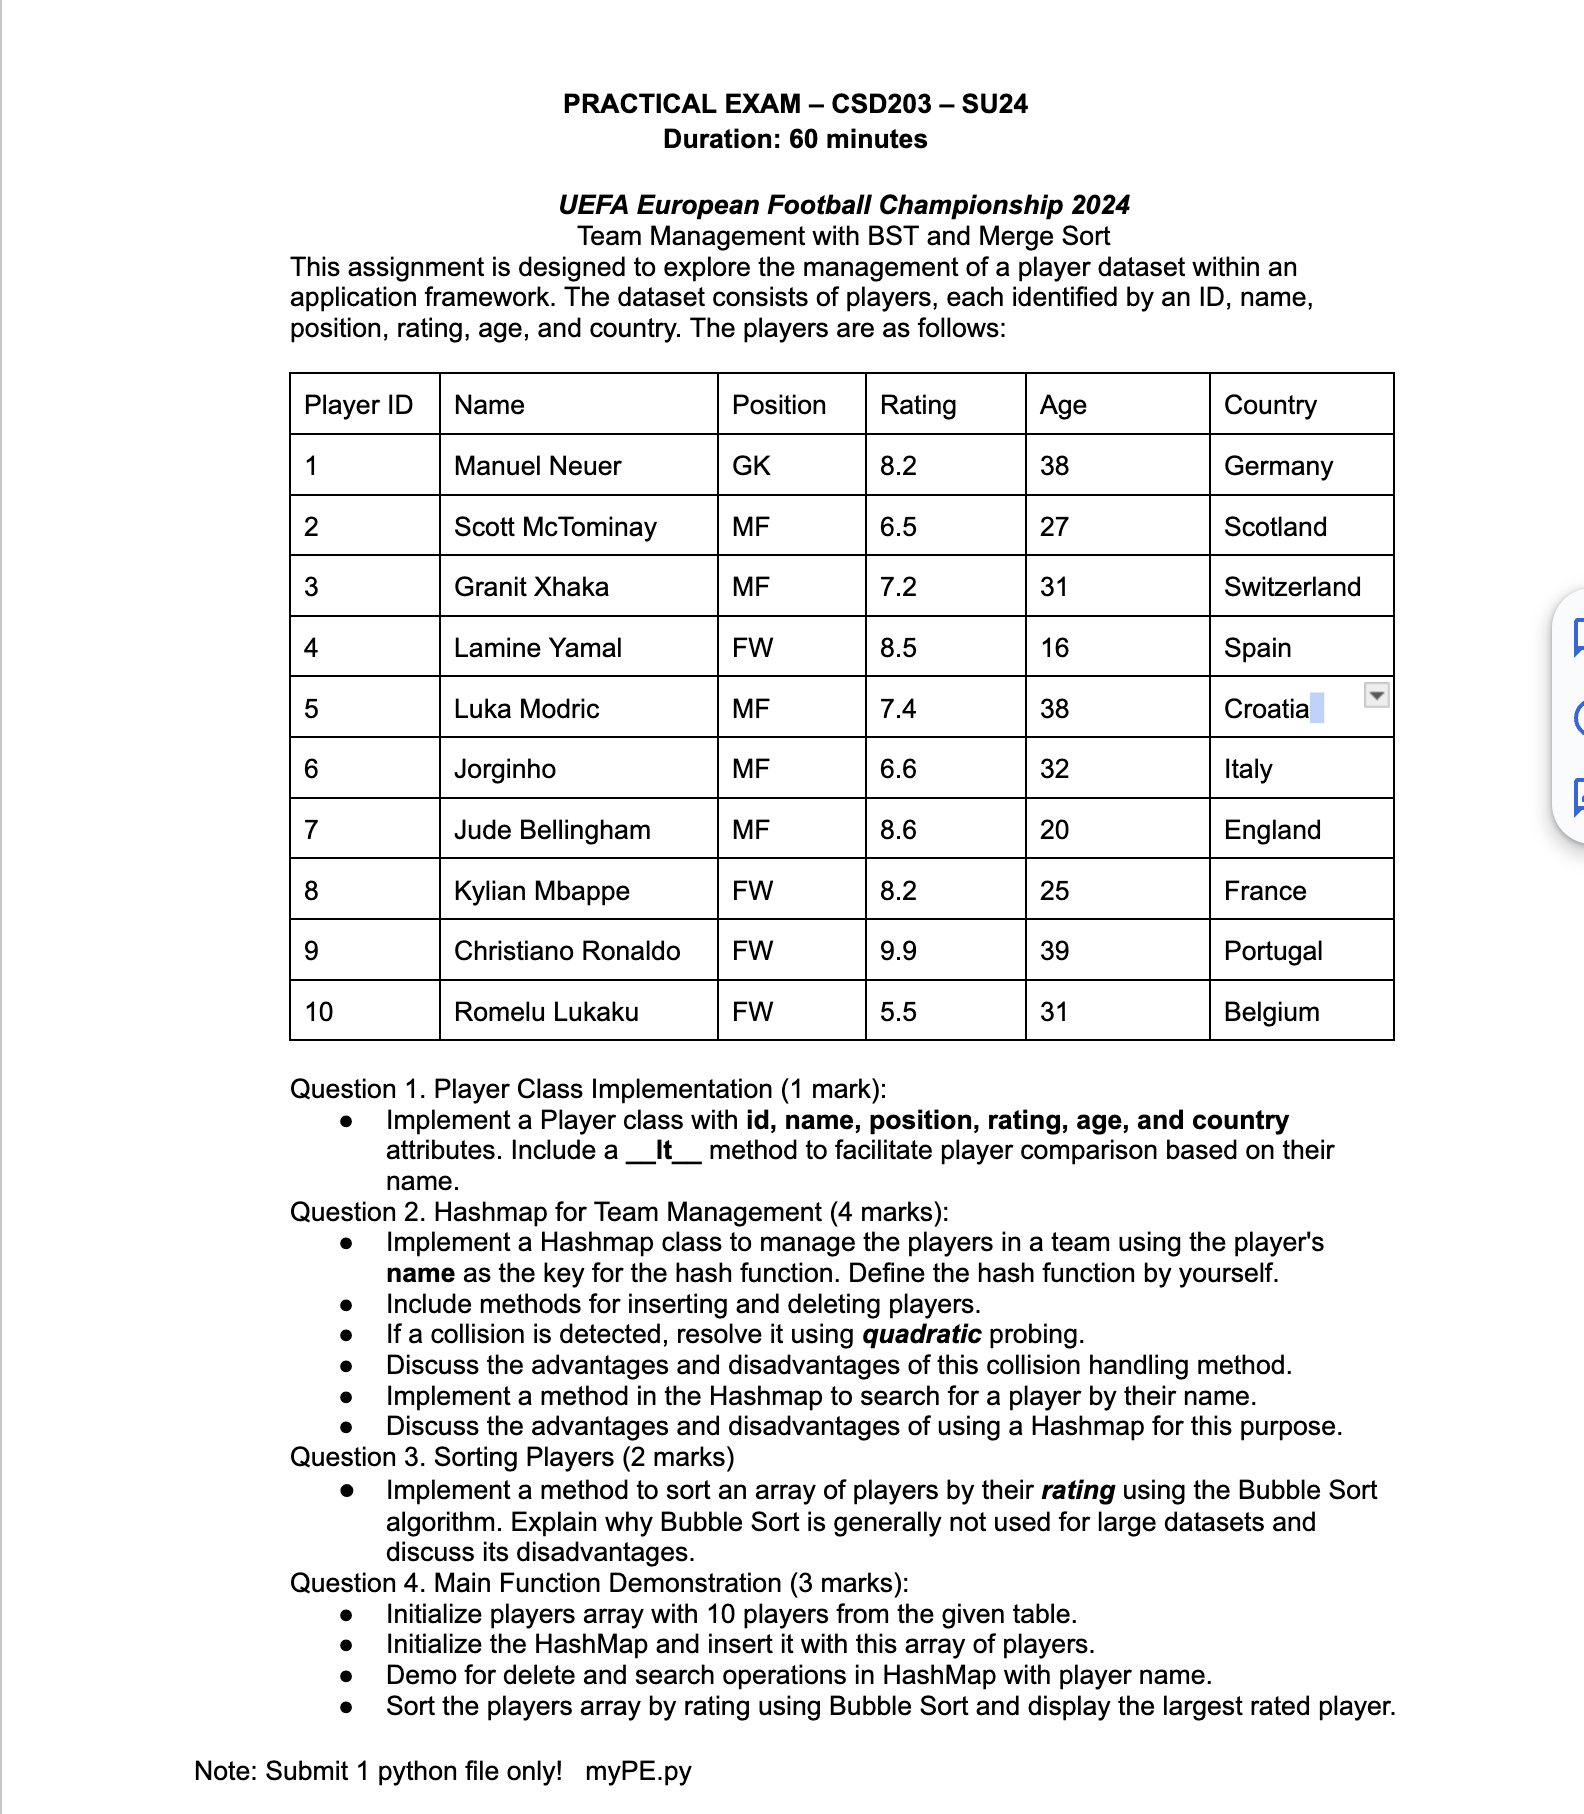 PRACTICAL EXAM – CSD203 – SU24
Duration: 60 minutes
UEFA European Football Championship 2024
Team Management with BST and Merge Sort
This assignment is designed to explore the management of a player dataset within an
application framework. The dataset consists of players, each identified by an ID, name,
position, rating, age, and country. The players are as follows:
Player ID Name Position Rating Age Country
1 Manuel Neuer GK 8.2 38 Germany
2 Scott McTominay MF 6.5 27 Scotland
3 Granit Xhaka MF 7.2 31 Switzerland
4 Lamine Yamal FW 8.5 16 Spain
5 Luka Modric MF 7.4 38 Croatia
6 Jorginho MF 6.6 32 Italy
7 Jude Bellingham MF 8.6 20 England
8 Kylian Mbappe FW 8.2 25 France
9 Christiano Ronaldo FW 9.9 39 Portugal
10 Romelu Lukaku FW 5.5 31 Belgium
Question 1. Player Class Implementation (1 mark):
● Implement a Player class with id, name, position, rating, age, and country
attributes. Include a __lt__ method to facilitate player comparison based on their
name.
Question 2. Hashmap for Team Management (4 marks):
● Implement a Hashmap class to manage the players in a team using the player's
name as the key for the hash function. Define the hash function by yourself.
● Include methods for inserting and deleting players.
● If a collision is detected, resolve it using quadratic probing.
● Discuss the advantages and disadvantages of this collision handling method.
● Implement a method in the Hashmap to search for a player by their name.
● Discuss the advantages and disadvantages of using a Hashmap for this purpose.
Question 3. Sorting Players (2 marks)
● Implement a method to sort an array of players by their rating using the Bubble Sort
algorithm. Explain why Bubble Sort is generally not used for large datasets and
discuss its disadvantages.
Question 4. Main Function Demonstration (3 marks):
● Initialize players array with 10 players from the given table.
● Initialize the HashMap and insert it with this array of players.
● Demo for delete and search operations in HashMap with player name.
● Sort the players array by rating using Bubble Sort and display the largest rated player.
Note: Submit 1 python file only! myPE.py